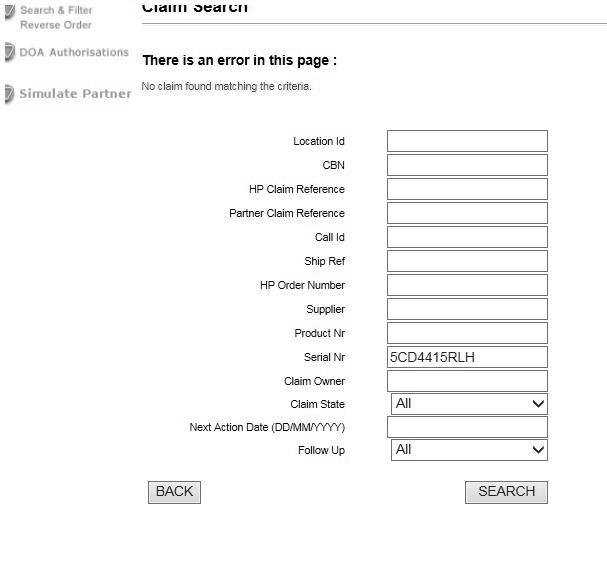 Claim Search
Search & Filter
Reverse Order
DOA Authorisations
Simulate Partner
There is an error in this page :
No claim found matching the criteria.
Location Id
CBN
HP Claim Reference
Partner Claim Reference
Call Id
Ship Ref
HP Order Number
Supplier
Product Nr
Serial Nr 5CD4415RLH
Claim Owner
Claim State All
Next Action Date (DD/MM/YYYY)
Follow Up All
BACK SEARCH